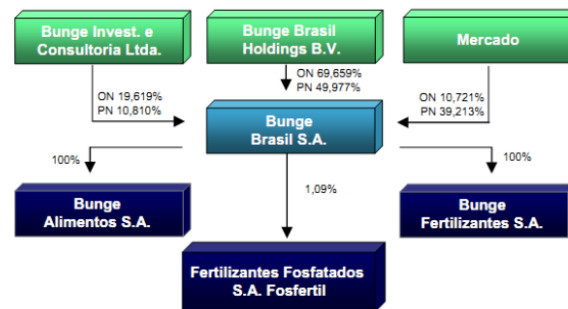 Bunge Invest. e
Consultoria Ltda.
Bunge Brasil
Holdings B.V.
Mercado
ON 19,619%
PN 10,810%
ON 69,659%
PN 49,977%
ON 10,721%
PN 39,213%
Bunge
Brasil S.A.
100%
1,09%
100%
Bunge
Alimentos S.A.
Bunge
Fertilizantes S.A.
Fertilizantes Fosfatados
S.A. Fosfertil